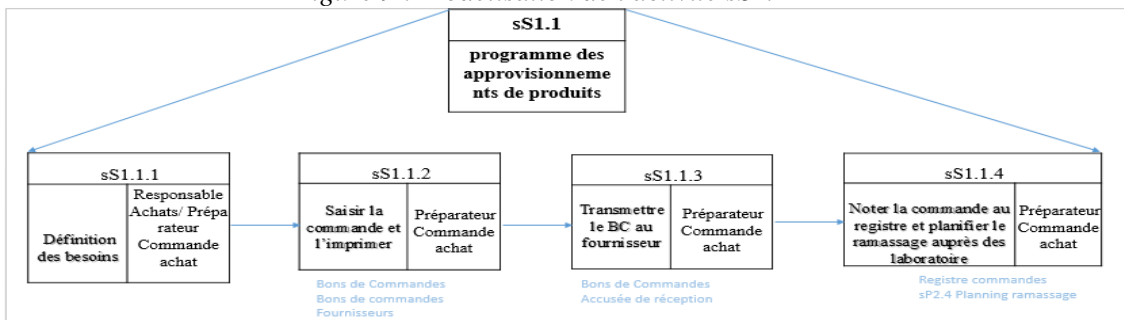 sS1.1
programme des
approvisionneme
nts de produits
sS1.1.1
Définition
des besoins
Responsable
Achats/ Prépa
rateur
Commande
achat
sS1.1.2
Saisir la
commande et
l'imprimer
Préparateur
Commande
achat
Bons de Commandes
Bons de commandes
Fournisseurs
sS1.1.3
Transmettre
le BC au
fournisseur
Préparateur
Commande
achat
Bons de Commandes
Accusée de réception
sS1.1.4
Noter la commande au
registre et planifier le
ramassage auprès des
laboratoire
Préparateur
Commande
achat
Registre commandes
sP2.4 Planning ramassage